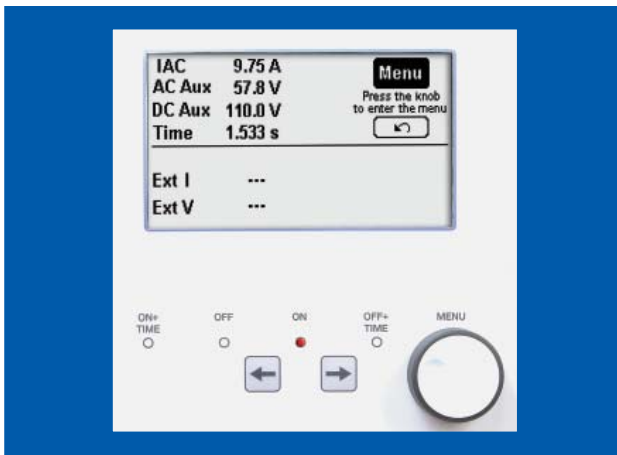 IAC 9.75 A
AC Aux 57.8 V
DC Aux 110.0 V
Time 1.533 s
Menu
Press the knob
to enter the menu
Ext I ---
Ext V ---
ON+
TIME
OFF
ON
OFF+
TIME
MENU